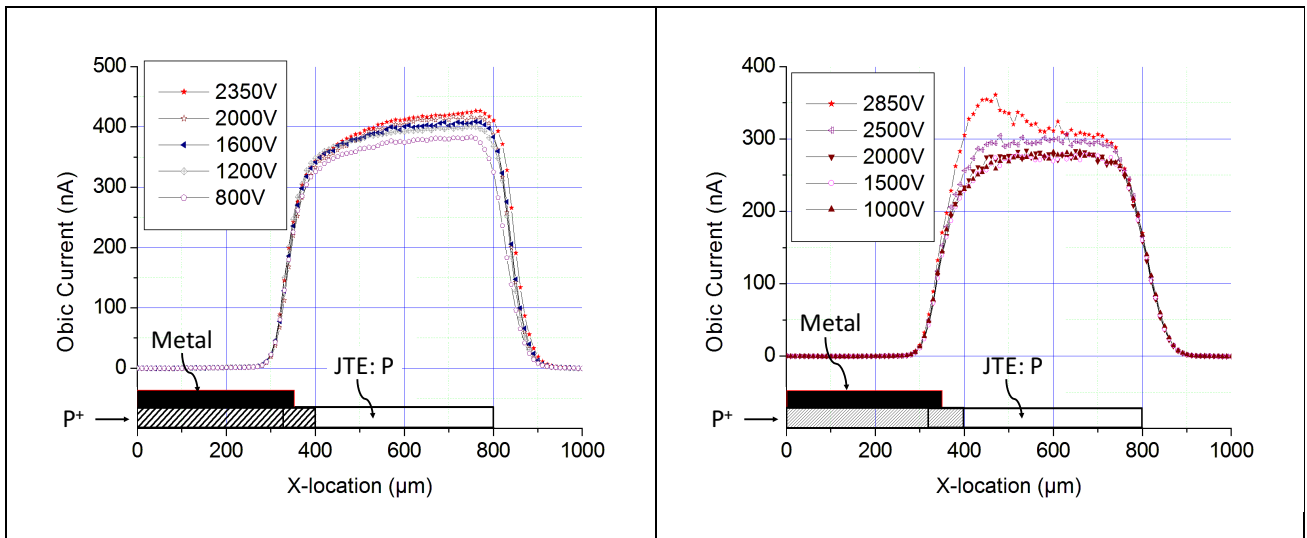 500
400
300
200
100
0
Obic Current (nA)
2350V
2000V
1600V
1200V
800V
Metal
JTE: P
P+
0 200 400 600 800 1000
X-location (µm)
400
300
200
100
0
Obic Current (nA)
2850V
2500V
2000V
1500V
1000V
Metal
JTE: P
P+
0 200 400 600 800 1000
X-location (µm)